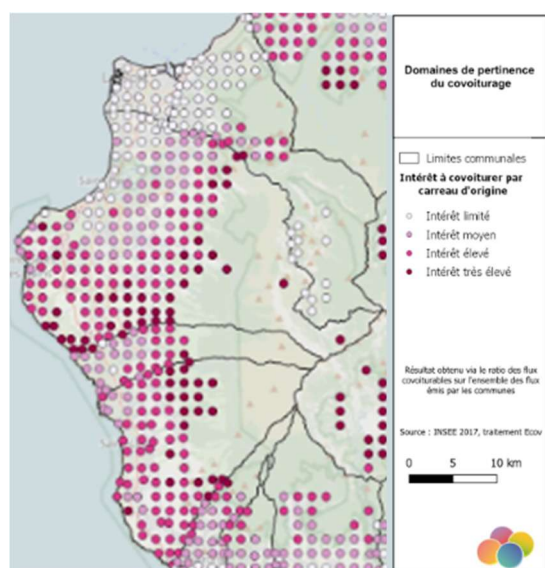 Domaines de pertinence
du covoiturage
Limites communales
Intérêt à covoiturer par
carreau d'origine
Intérêt limité
Intérêt moyen
Intérêt élevé
Intérêt très élevé
Résultat obtenu via le ratio des flux
covoiturables sur l'ensemble des flux
émis par les communes
Source : INSEE 2017, traitement Ecov
0 5 10 km